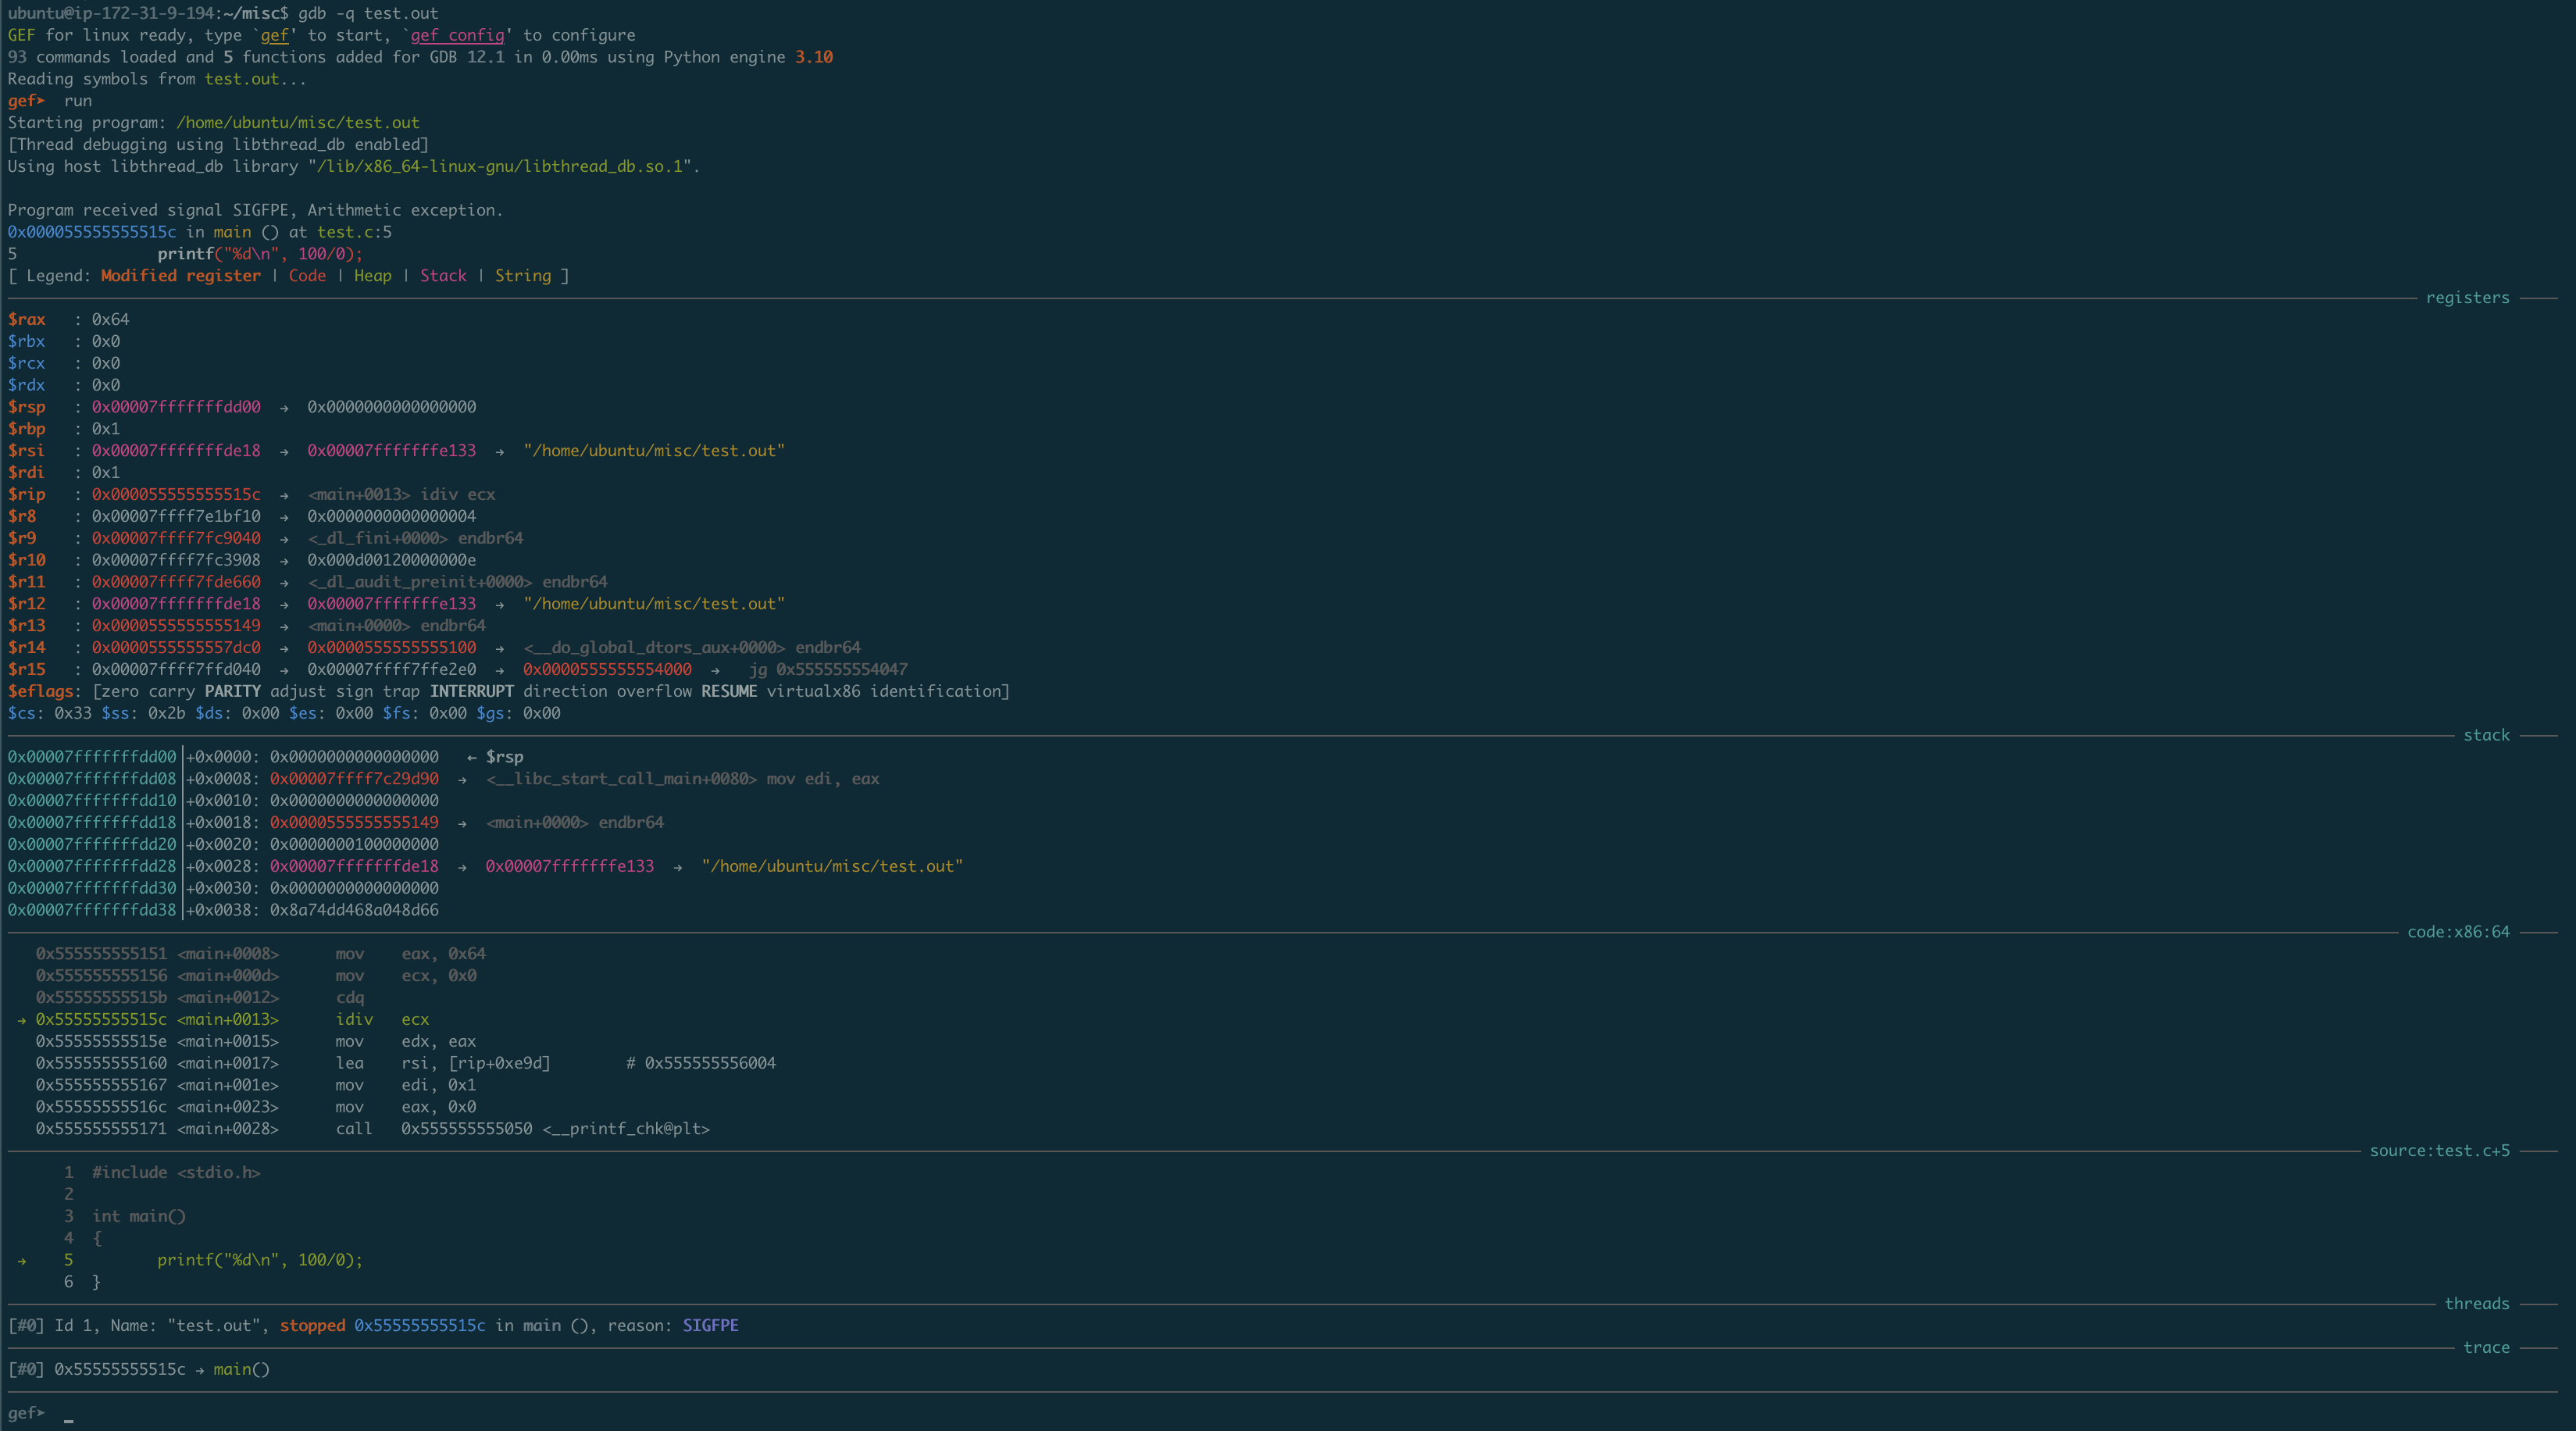 ubuntu@ip-172-31-9-194:~/misc$ gdb -q test.out
GEF for linux ready, type `gef' to start, `gef config' to configure
93 commands loaded and 5 functions added for GDB 12.1 in 0.00ms using Python engine 3.10
Reading symbols from test.out...
gef➤  run
Starting program: /home/ubuntu/misc/test.out
[Thread debugging using libthread_db enabled]
Using host libthread_db library "/lib/x86_64-linux-gnu/libthread_db.so.1".
Program received signal SIGFPE, Arithmetic exception.
0x000055555555515c in main () at test.c:5
5               printf("%d\n", 100/0);
[ Legend: Modified register | Code | Heap | Stack | String ]
registers
$rax   : 0x64
$rbx   : 0x0
$rcx   : 0x0
$rdx   : 0x0
$rsp   : 0x00007fffffffdd00  →  0x0000000000000000
$rbp   : 0x1
$rsi   : 0x00007fffffffde18  →  0x00007fffffffe133  →  "/home/ubuntu/misc/test.out"
$rdi   : 0x1
$rip   : 0x000055555555515c  →  <main+0013> idiv ecx
$r8    : 0x00007ffff7e1bf10  →  0x0000000000000004
$r9    : 0x00007ffff7fc9040  →  <_dl_fini+0000> endbr64
$r10   : 0x00007ffff7fc3908  →  0x000d00120000000e
$r11   : 0x00007ffff7fde660  →  <_dl_audit_preinit+0000> endbr64
$r12   : 0x00007fffffffde18  →  0x00007fffffffe133  →  "/home/ubuntu/misc/test.out"
$r13   : 0x0000555555555149  →  <main+0000> endbr64
$r14   : 0x0000555555557dc0  →  0x0000555555555100  →  <__do_global_dtors_aux+0000> endbr64
$r15   : 0x00007ffff7ffd040  →  0x00007ffff7ffe2e0  →  0x0000555555554000  →   jg 0x555555554047
$eflags: [zero carry PARITY adjust sign trap INTERRUPT direction overflow RESUME virtualx86 identification]
$cs: 0x33 $ss: 0x2b $ds: 0x00 $es: 0x00 $fs: 0x00 $gs: 0x00
stack
0x00007fffffffdd00│+0x0000: 0x0000000000000000   ← $rsp
0x00007fffffffdd08│+0x0008: 0x00007ffff7c29d90  →  <__libc_start_call_main+0080> mov edi, eax
0x00007fffffffdd10│+0x0010: 0x0000000000000000
0x00007fffffffdd18│+0x0018: 0x0000555555555149  →  <main+0000> endbr64
0x00007fffffffdd20│+0x0020: 0x0000000100000000
0x00007fffffffdd28│+0x0028: 0x00007fffffffde18  →  0x00007fffffffe133  →  "/home/ubuntu/misc/test.out"
0x00007fffffffdd30│+0x0030: 0x0000000000000000
0x00007fffffffdd38│+0x0038: 0x8a74dd468a048d66
code:x86:64
0x555555555151 <main+0008>      mov    eax, 0x64
0x555555555156 <main+000d>      mov    ecx, 0x0
0x55555555515b <main+0012>      cdq
→ 0x55555555515c <main+0013>      idiv   ecx
0x55555555515e <main+0015>      mov    edx, eax
0x555555555160 <main+0017>      lea    rsi, [rip+0xe9d]        # 0x555555556004
0x555555555167 <main+001e>      mov    edi, 0x1
0x55555555516c <main+0023>      mov    eax, 0x0
0x555555555171 <main+0028>      call   0x555555555050 <__printf_chk@plt>
source:test.c+5
1  #include <stdio.h>
2
3  int main()
4  {
→    5         printf("%d\n", 100/0);
6  }
threads
[#0] Id 1, Name: "test.out", stopped 0x55555555515c in main (), reason: SIGFPE
trace
[#0] 0x55555555515c → main()
gef➤  _